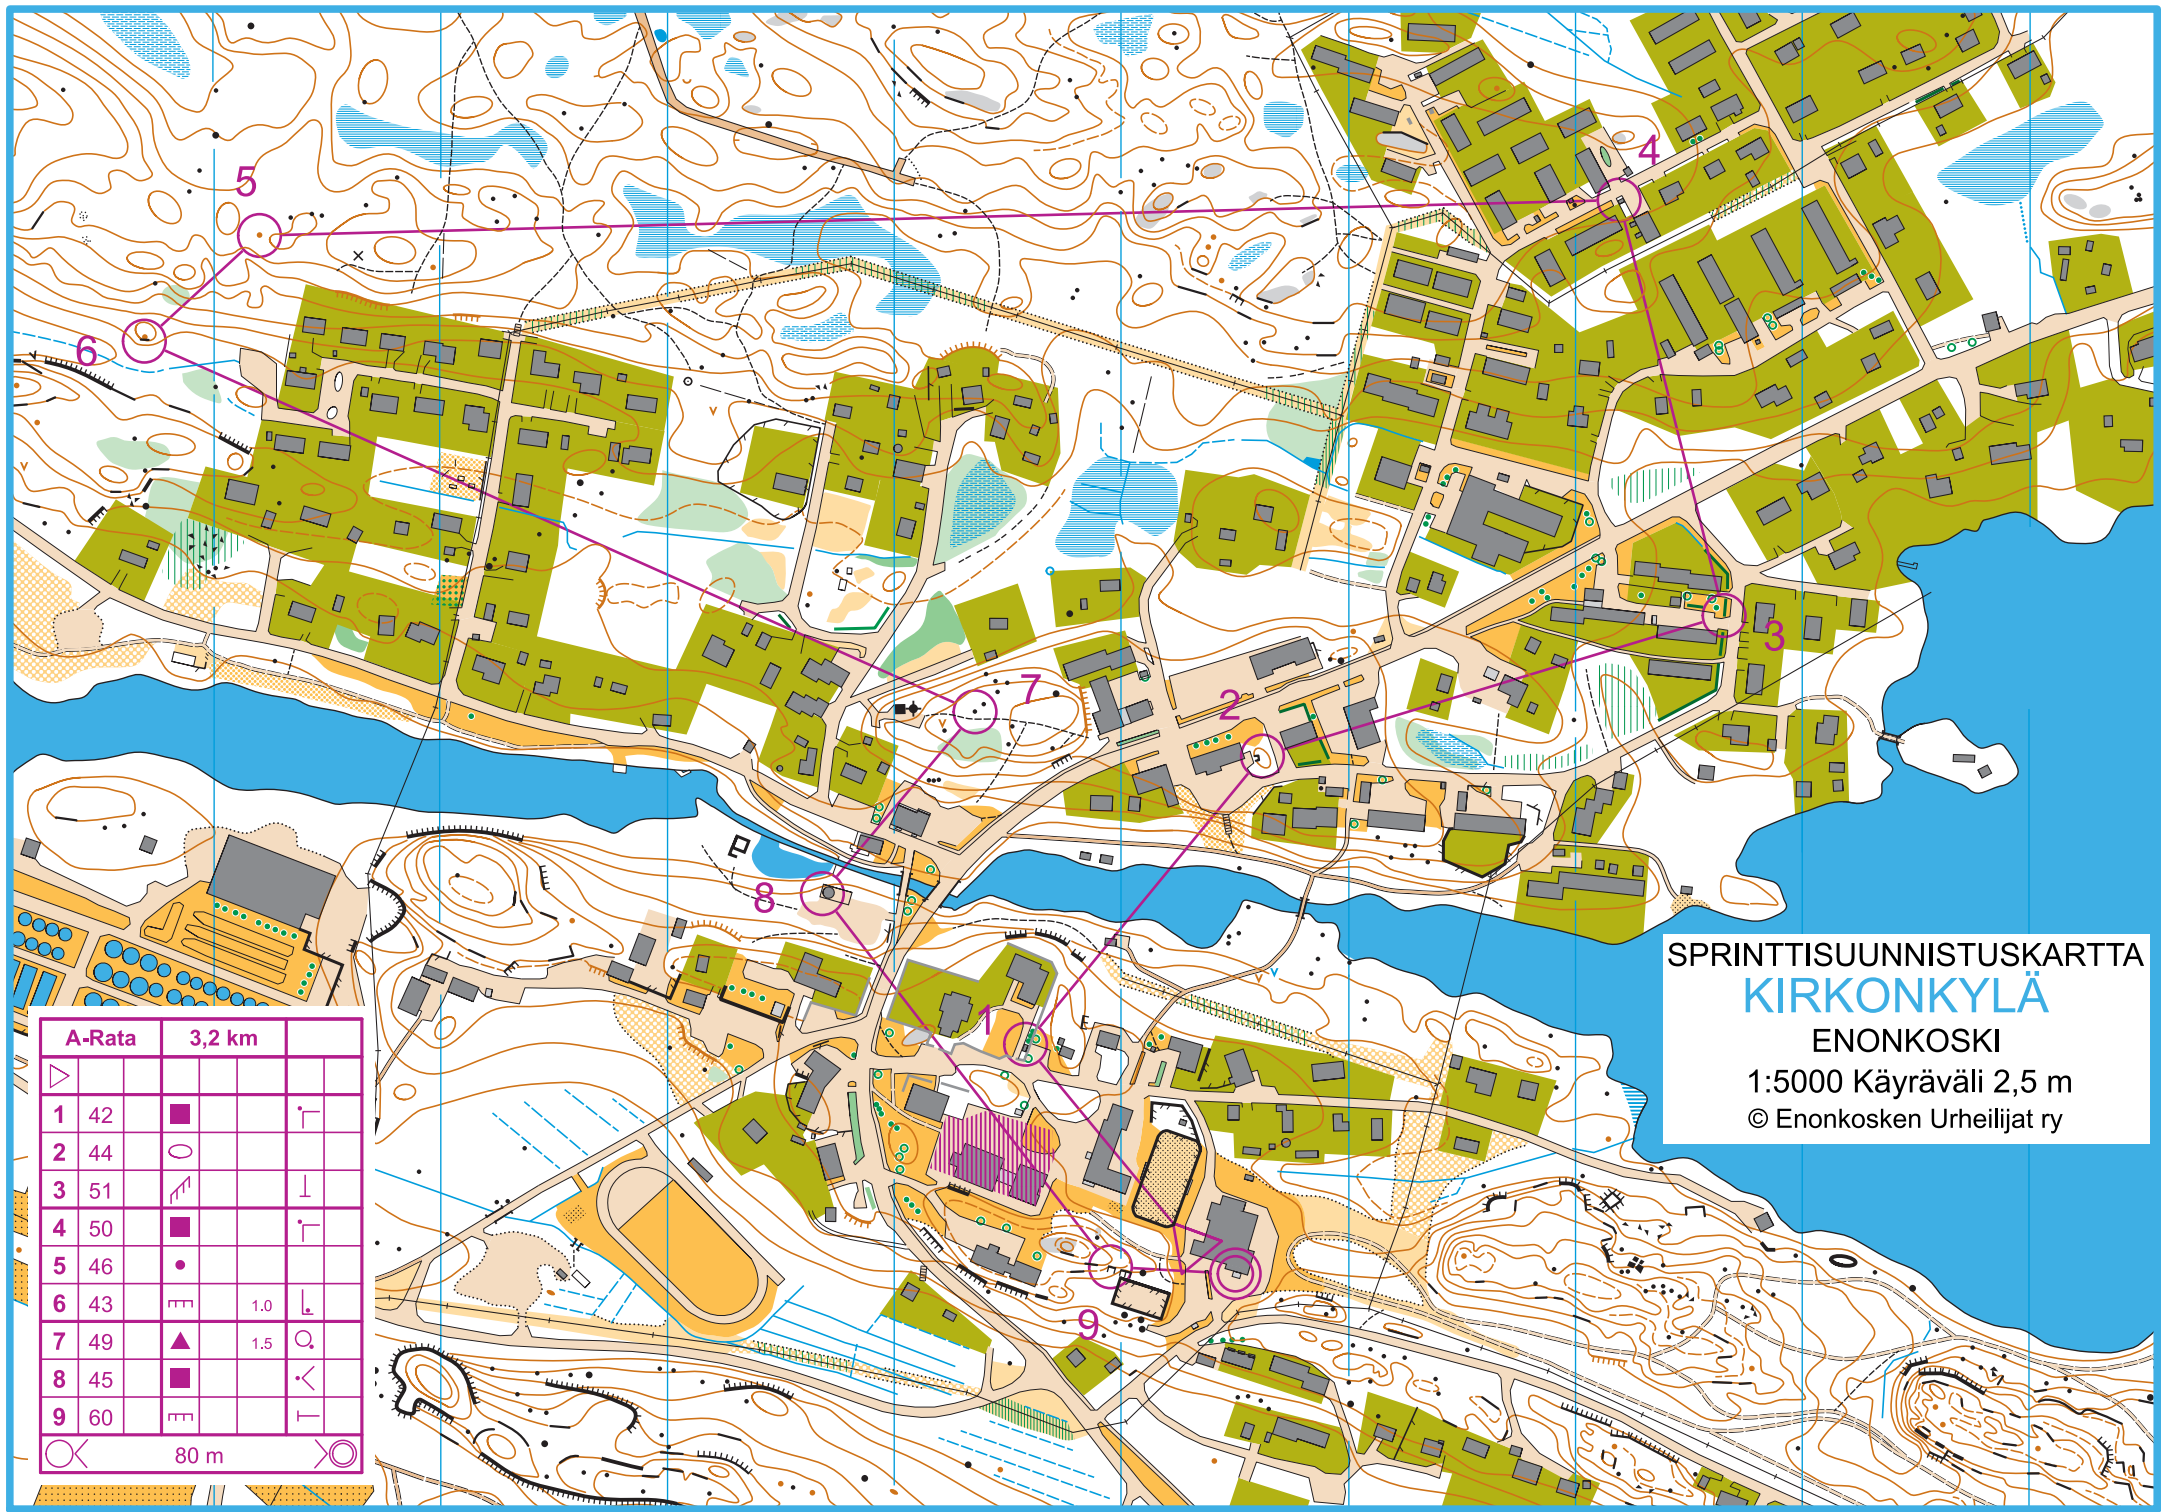 5
4
6
7
2
3
8
1
9
SPRINTTISUUNNISTUSKARTTA
KIRKONKYLÄ
ENONKOSKI
1:5000 Käyräväli 2,5 m
© Enonkosken Urheilijat ry
A-Rata 3,2 km
1 42
2 44
3 51
4 50
5 46
6 43 1.0
7 49 1.5
8 45
9 60
80 m